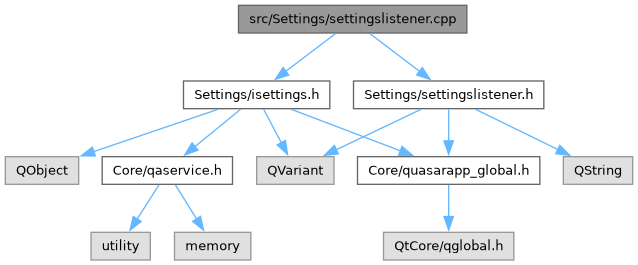 src/Settings/settingslistener.cpp
Settings/isettings.h
Settings/settingslistener.h
QObject
Core/qaservice.h
QVariant
Core/quasarapp_global.h
QString
utility
memory
QtCore/qglobal.h